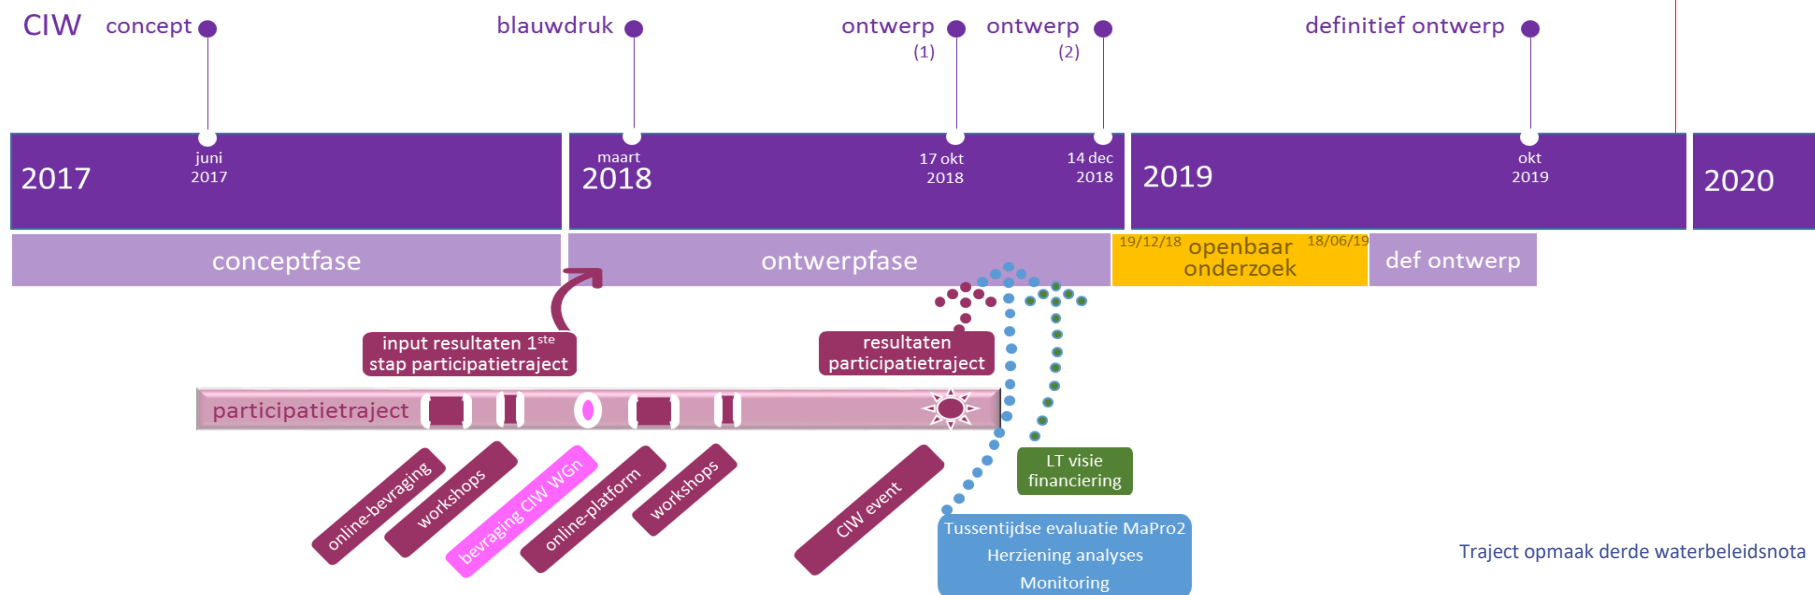 CIW
concept
blauwdruk
ontwerp
(1)
ontwerp
(2)
definitief ontwerp
2017
juni
2017
maart
2018
17 okt
2018
14 dec
2018
2019
okt
2019
2020
conceptfase
ontwerpfase
19/12/18
openbaar
onderzoek
18/06/19
def ontwerp
input resultaten 1ste
stap participatietraject
resultaten
participatietraject
participatietraject
online-bevraging
workshops
bevraging CIW WGn
online-platform
workshops
CIW event
LT visie
financiering
Tussentijdse evaluatie MaPro2
Herziening analyses
Monitoring
Traject opmaak derde waterbeleidsnota